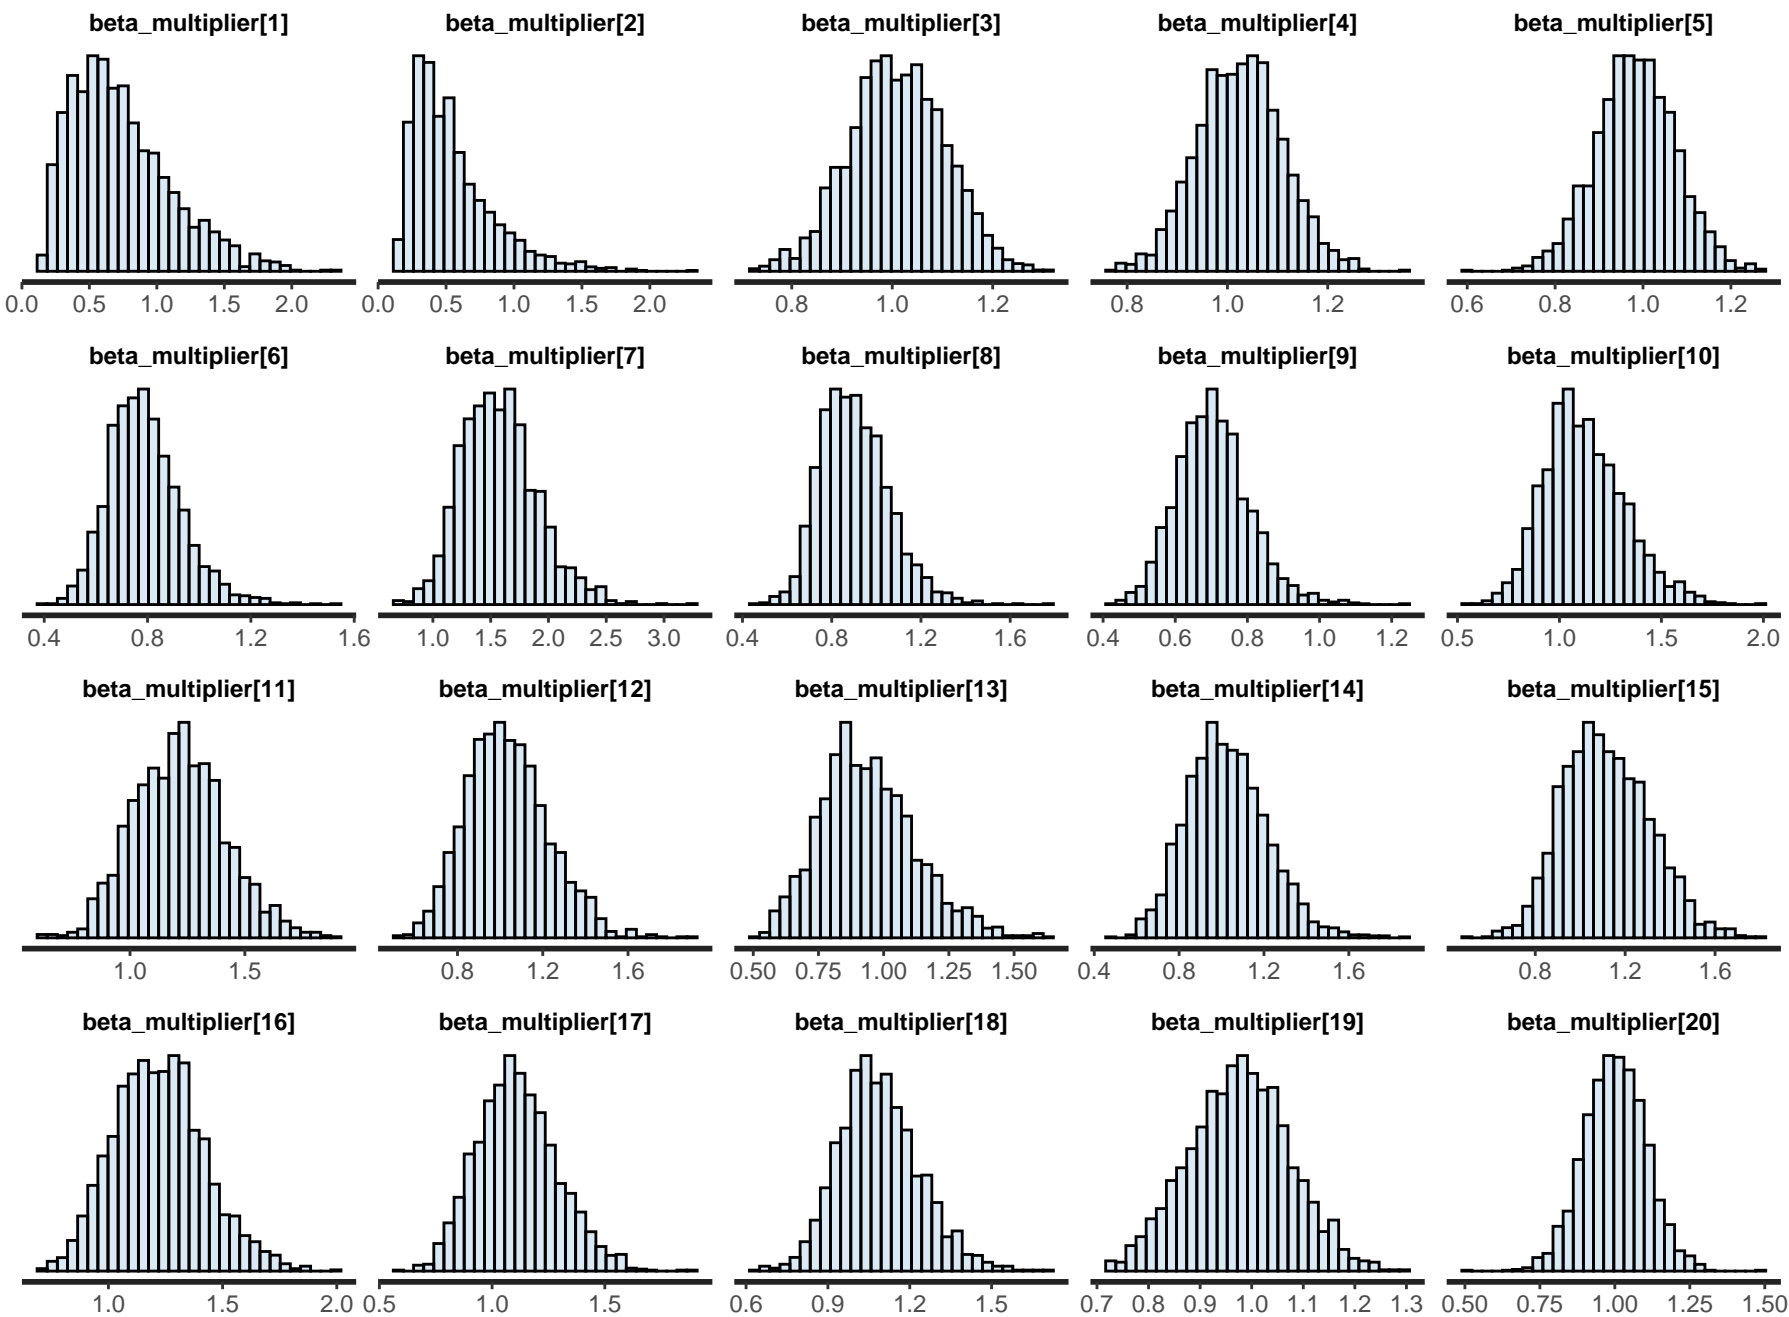 beta_multiplier[1] beta_multiplier[2] beta_multiplier[3] beta_multiplier[4] beta_multiplier[5]
0.0 0.5 1.0 1.5 2.0 0.0 0.5 1.0 1.5 2.0 0.8 1.0 1.2 0.8 1.0 1.2 0.6 0.8 1.0 1.2
beta_multiplier[6] beta_multiplier[7] beta_multiplier[8] beta_multiplier[9] beta_multiplier[10]
0.4 0.8 1.2 1.6 1.0 1.5 2.0 2.5 3.0 0.4 0.8 1.2 1.6 0.4 0.6 0.8 1.0 1.2 0.5 1.0 1.5 2.0
beta_multiplier[11] beta_multiplier[12] beta_multiplier[13] beta_multiplier[14] beta_multiplier[15]
1.0 1.5 0.8 1.2 1.6 0.50 0.75 1.00 1.25 1.50 0.4 0.8 1.2 1.6 0.8 1.2 1.6
beta_multiplier[16] beta_multiplier[17] beta_multiplier[18] beta_multiplier[19] beta_multiplier[20]
1.0 1.5 2.0 0.5 1.0 1.5 0.6 0.9 1.2 1.5 0.7 0.8 0.9 1.0 1.1 1.2 1.3 0.50 0.75 1.00 1.25 1.50